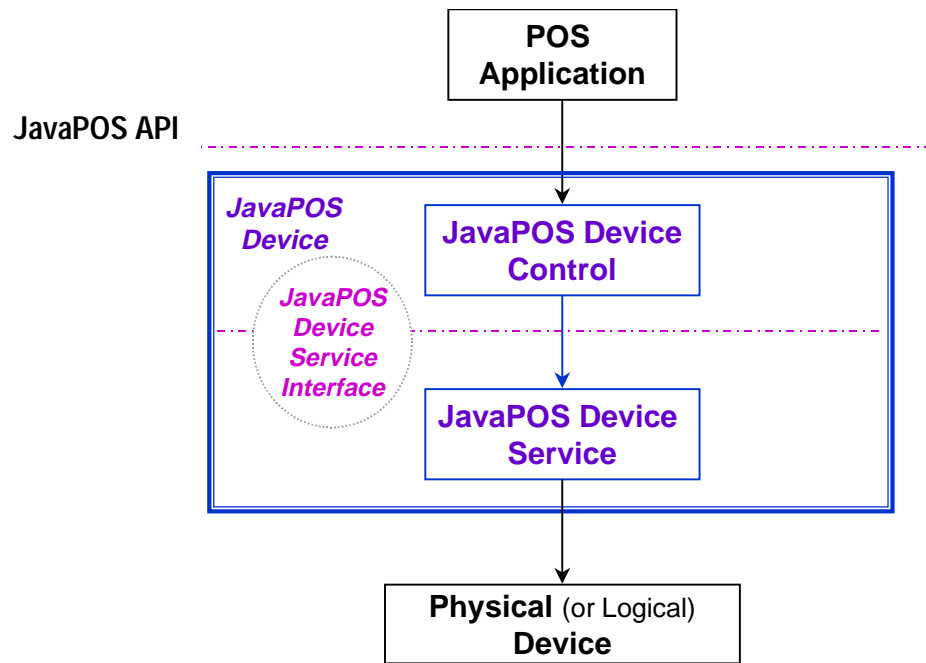 POS
Application
JavaPOS API
JavaPOS
Device
JavaPOS Device
Control
JavaPOS
Device
Service
Interface
JavaPOS Device
Service
Physical (or Logical)
Device